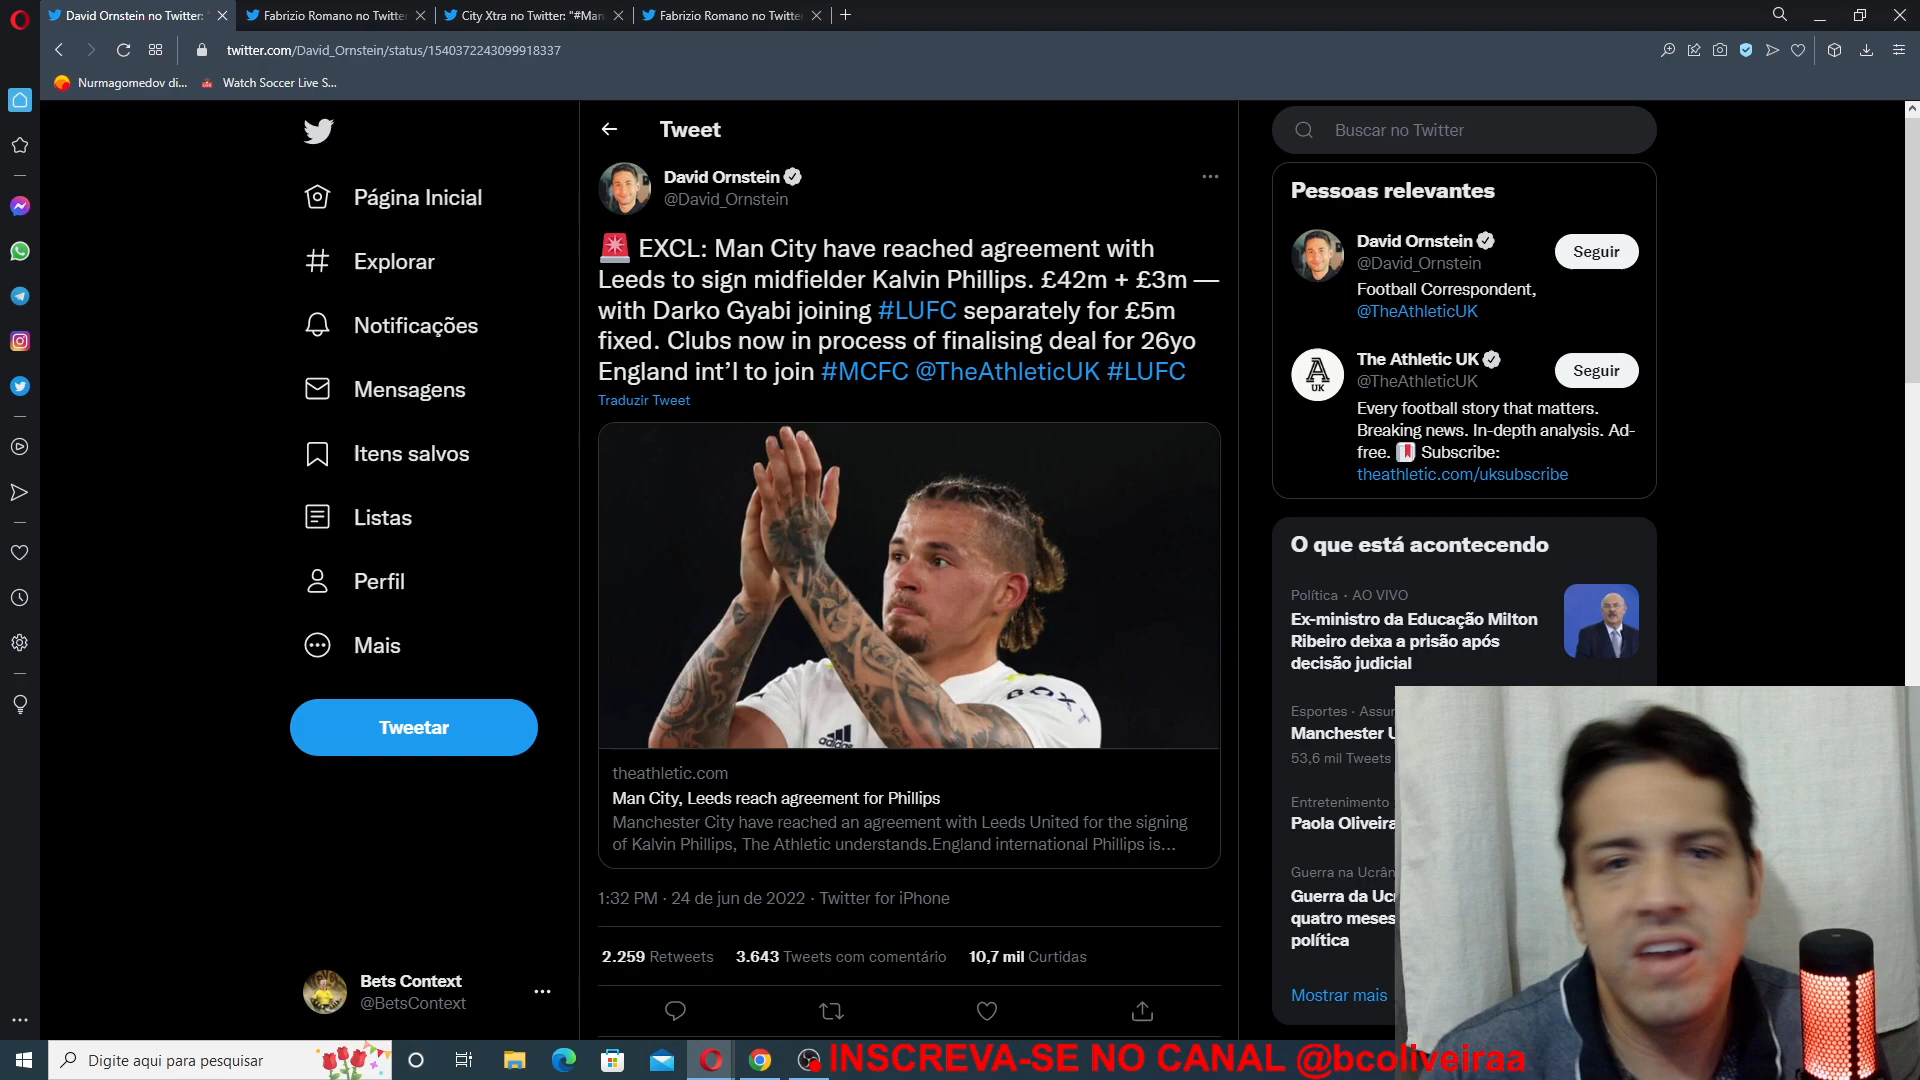 David Ornstein no Twitter:
Fabrizio Romano no Twitte
City Xtra no Twitter: "#Man
Fabrizio Romano no Twitte
twitter.com/David_Ornstein/status/1540372243099918337
Nurmagomedov di...
Watch Soccer Live S...
Página Inicial
Explorar
Notificações
Mensagens
Itens salvos
Listas
Perfil
Mais
Tweetar
Bets Context
@BetsContext
Tweet
David Ornstein
@David_Ornstein
EXCL: Man City have reached agreement with
Leeds to sign midfielder Kalvin Phillips. £42m + £3m —
with Darko Gyabi joining #LUFC separately for £5m
fixed. Clubs now in process of finalising deal for 26yo
England int’l to join #MCFC @TheAthleticUK #LUFC
Traduzir Tweet
theathletic.com
Man City, Leeds reach agreement for Phillips
Manchester City have reached an agreement with Leeds United for the signing
of Kalvin Phillips, The Athletic understands.England international Phillips is...
1:32 PM · 24 de jun de 2022 · Twitter for iPhone
2.259 Retweets 3.643 Tweets com comentário 10,7 mil Curtidas
Buscar no Twitter
Pessoas relevantes
David Ornstein
@David_Ornstein
Seguir
Football Correspondent,
@TheAthleticUK
The Athletic UK
@TheAthleticUK
Seguir
A
UK
Every football story that matters.
Breaking news. In-depth analysis. Ad-
free. Subscribe:
theathletic.com/uksubscribe
O que está acontecendo
Política · AO VIVO
Ex-ministro da Educação Milton
Ribeiro deixa a prisão após
decisão judicial
Esportes · Assun
Manchester U
53,6 mil Tweets
Entretenimento
Paola Oliveira
Guerra na Ucrân
Guerra da Ucr
quatro meses
política
Mostrar mais
Digite aqui para pesquisar
INSCREVA-SE NO CANAL @bcoliveiraa